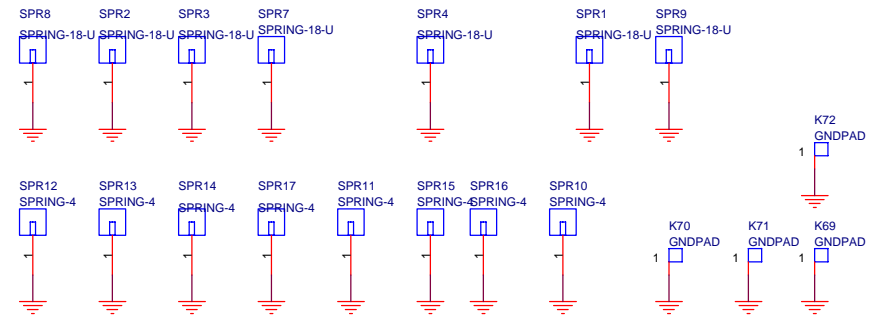 SPR8 SPR2 SPR3 SPR7 SPR4 SPR1 SPR9
SPRING-18-U SPRING-18-U SPRING-18-U SPRING-18-U SPRING-18-U SPRING-18-U SPRING-18-U
1 1 1 1 1 1 1
K72
GNDPAD
1
SPR12 SPR13 SPR14 SPR17 SPR11 SPR15 SPR16 SPR10
SPRING-4 SPRING-4 SPRING-4 SPRING-4 SPRING-4 SPRING-4 SPRING-4 SPRING-4
1 1 1 1 1 1 1 1
K70 K71 K69
GNDPAD GNDPAD GNDPAD
1 1 1